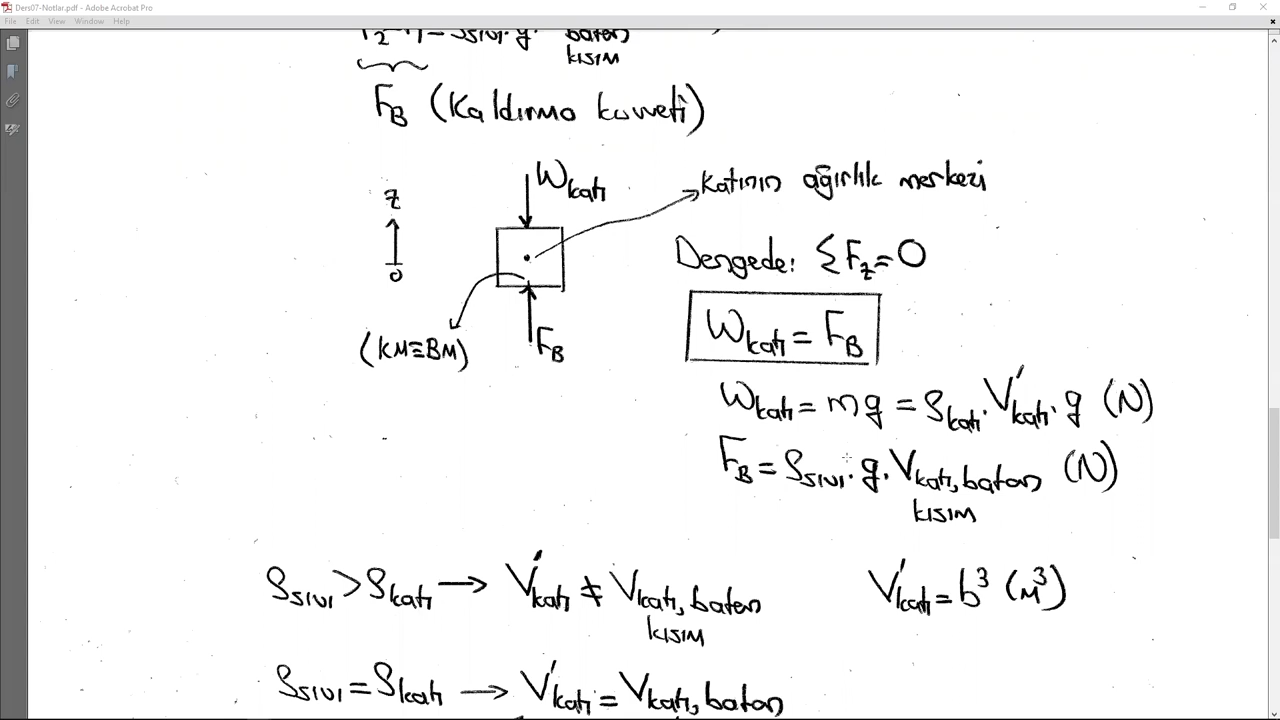 Ders07-Notlar.pdf - Adobe Acrobat Pro
File Edit View Window Help
batan
kısım
F_B (Kaldırma kuvveti)
W_katı
Katının ağırlık merkezi
z
0
Dengede: ΣF_z=0
W_katı = F_B
(KM≡BM)
F_B
W_katı = mg = ρ_katı.V'_katı.g (N)
F_B = ρ_sıvı.g.V_katı,batan (N)
kısım
ρ_sıvı > ρ_katı → V'_katı ≠ V_katı,batan
kısım
V'_katı = b³ (m³)
ρ_sıvı = ρ_katı → V'_katı = V_katı,batan